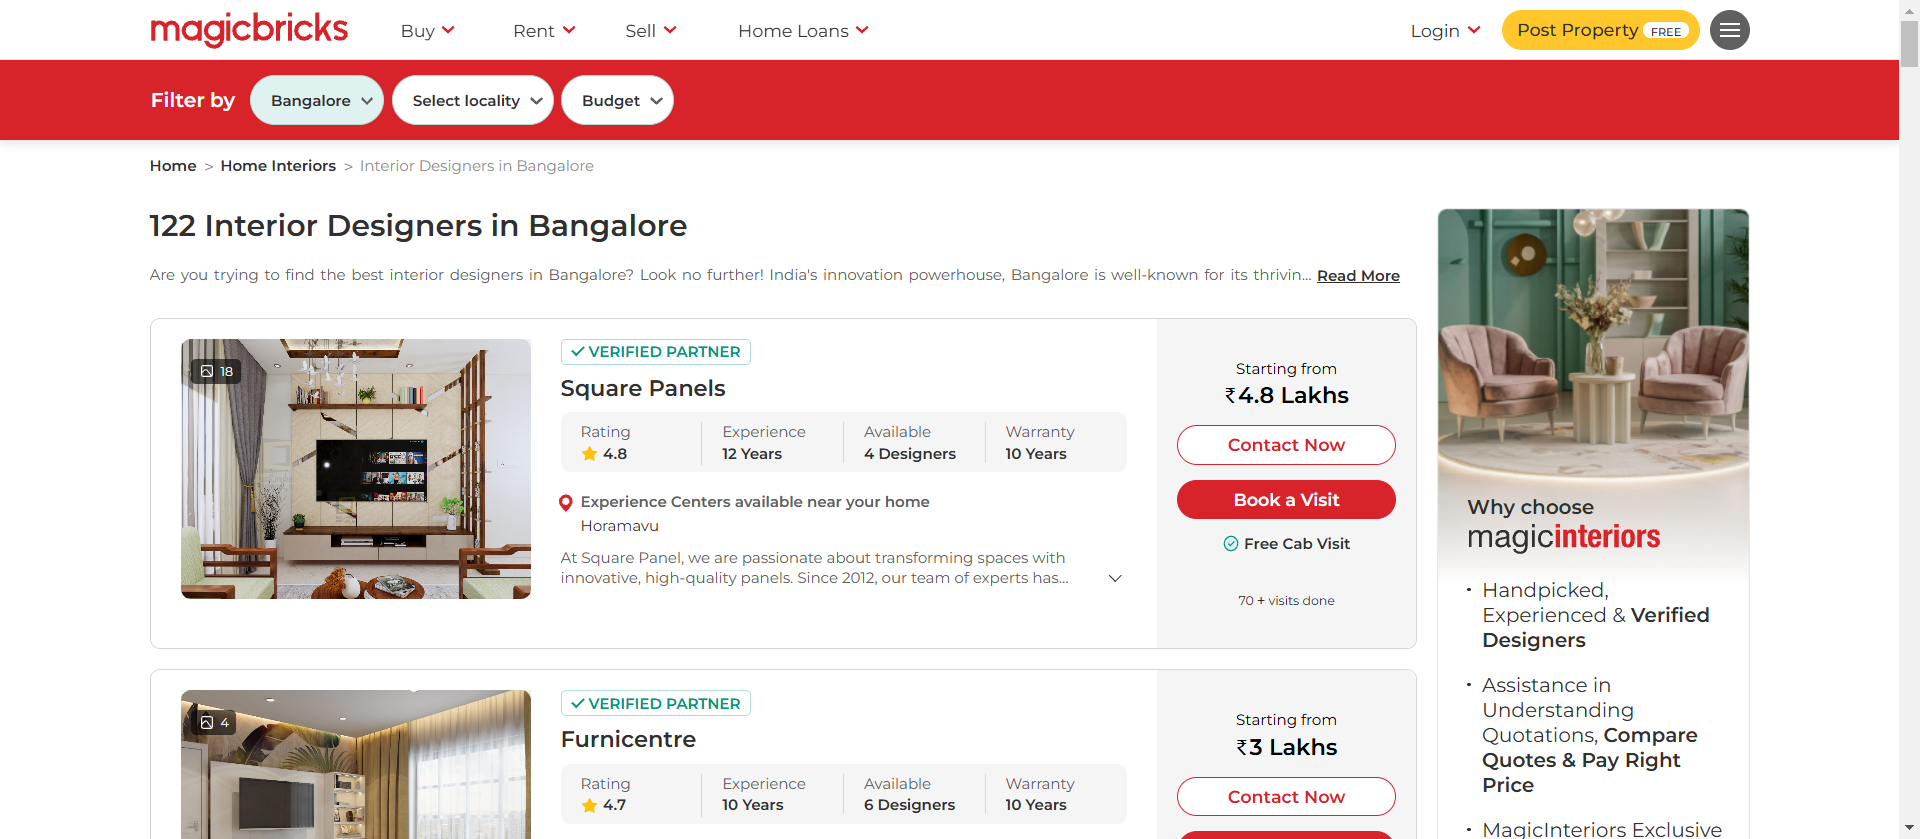 magicbricks
Buy
Rent
Sell
Home Loans
Login
Post Property FREE
Filter by
Bangalore
Select locality
Budget
Home > Home Interiors > Interior Designers in Bangalore
122 Interior Designers in Bangalore
Are you trying to find the best interior designers in Bangalore? Look no further! India's innovation powerhouse, Bangalore is well-known for its thrivin... Read More
18
VERIFIED PARTNER
Square Panels
Rating
4.8
Experience
12 Years
Available
4 Designers
Warranty
10 Years
Experience Centers available near your home
Horamavu
At Square Panel, we are passionate about transforming spaces with
innovative, high-quality panels. Since 2012, our team of experts has...
Starting from
₹4.8 Lakhs
Contact Now
Book a Visit
Free Cab Visit
70 + visits done
4
VERIFIED PARTNER
Furnicentre
Rating
4.7
Experience
10 Years
Available
6 Designers
Warranty
10 Years
Starting from
₹3 Lakhs
Contact Now
Why choose
magicinteriors
· Handpicked,
Experienced & Verified
Designers
· Assistance in
Understanding
Quotations, Compare
Quotes & Pay Right
Price
· MagicInteriors Exclusive